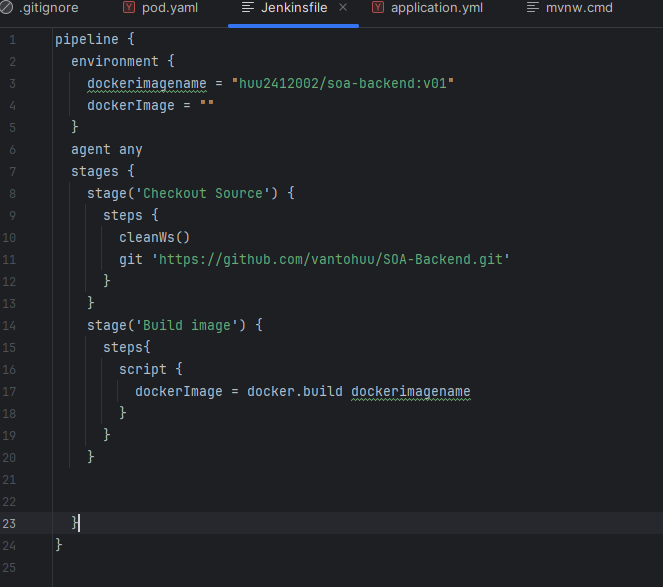 .gitignore pod.yaml Jenkinsfile application.yml mvnw.cmd
1 pipeline {
2 environment {
3 dockerimagename = "huu2412002/soa-backend:v01"
4 dockerImage = ""
5 }
6 agent any
7 stages {
8 stage('Checkout Source') {
9 steps {
10 cleanWs()
11 git 'https://github.com/vantohuu/SOA-Backend.git'
12 }
13 }
14 stage('Build image') {
15 steps{
16 script {
17 dockerImage = docker.build dockerimagename
18 }
19 }
20 }
21
22
23 }
24 }
25